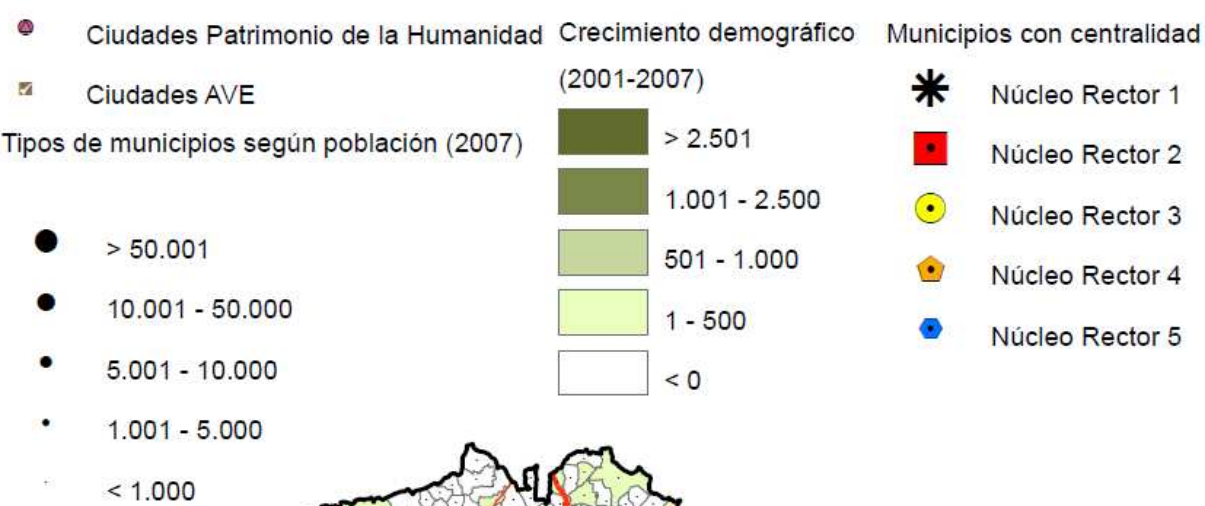 Ciudades Patrimonio de la Humanidad
Ciudades AVE
Tipos de municipios según población (2007)
> 50.001
10.001 - 50.000
5.001 - 10.000
1.001 - 5.000
< 1.000
Crecimiento demográfico
(2001-2007)
> 2.501
1.001 - 2.500
501 - 1.000
1 - 500
< 0
Municipios con centralidad
Núcleo Rector 1
Núcleo Rector 2
Núcleo Rector 3
Núcleo Rector 4
Núcleo Rector 5